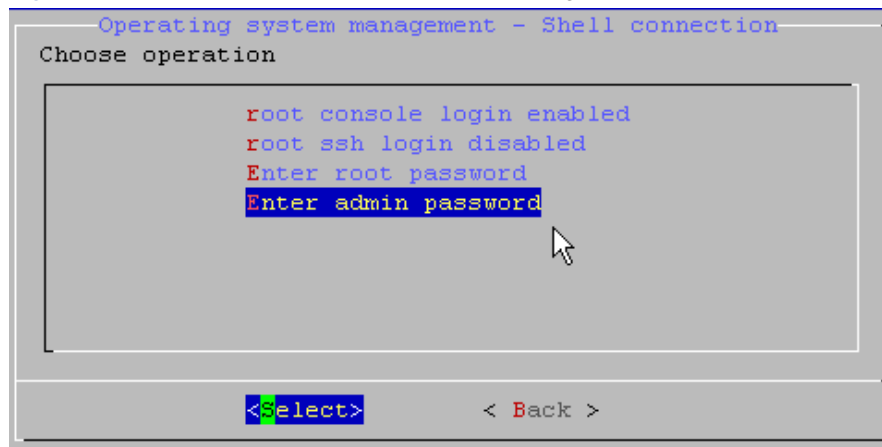 Operating system management - Shell connection
Choose operation
root console login enabled
root ssh login disabled
Enter root password
Enter admin password
<Select> < Back >